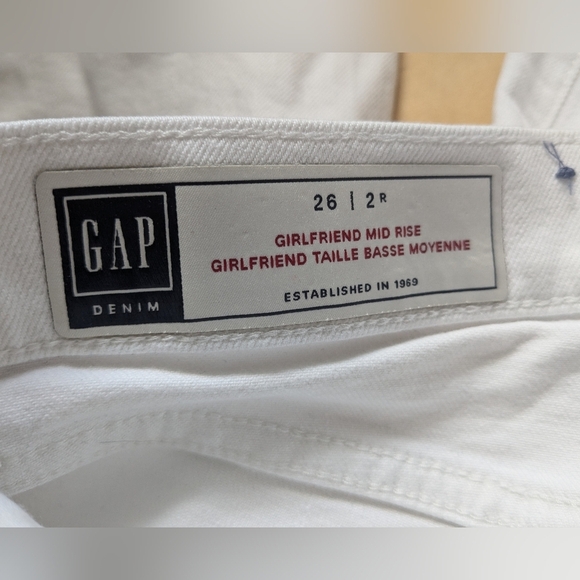 GAP
DENIM
26 | 2R
GIRLFRIEND MID RISE
GIRLFRIEND TAILLE BASSE MOYENNE
ESTABLISHED IN 1969